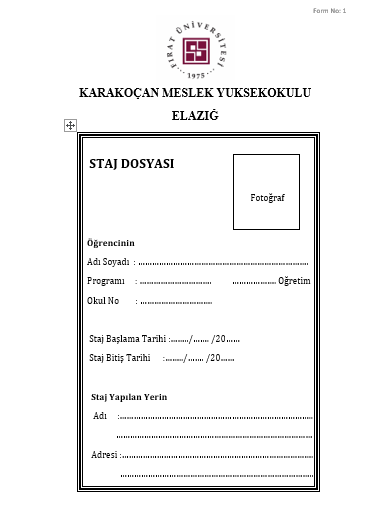 Form No: 1
FIRAT ÜNİVERSİTESİ
1975
KARAKOÇAN MESLEK YUKSEKOKULU
ELAZIĞ
STAJ DOSYASI
Fotoğraf
Öğrencinin
Adı Soyadı : ................................................................
Programı : ........................... ................. Öğretim
Okul No : ...........................
Staj Başlama Tarihi :......./...... /20......
Staj Bitiş Tarihi :......./...... /20......
Staj Yapılan Yerin
Adı :.........................................................................
.........................................................................
Adresi :.......................................................................
.........................................................................